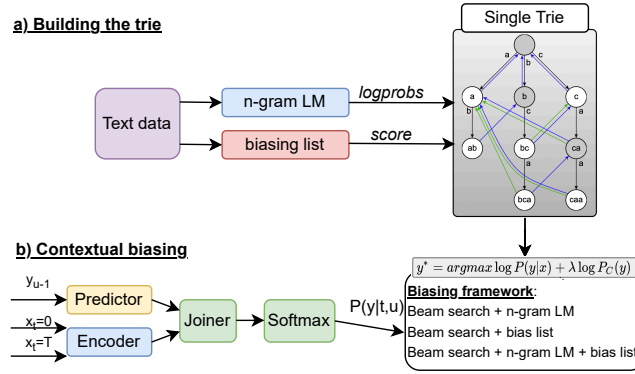 a) Building the trie
Single Trie
Text data
n-gram LM
logprobs
biasing list
score
a
b
c
a
b
c
b
c
a
ab
bc
ca
a
a
bca
caa
b) Contextual biasing
y* = argmax log P(y|x) + λ log P_C(y)
y_{u-1}
Predictor
x_t=0
x_t=T
Encoder
Joiner
Softmax
P(y|t,u)
Biasing framework:
Beam search + n-gram LM
Beam search + bias list
Beam search + n-gram LM + bias list